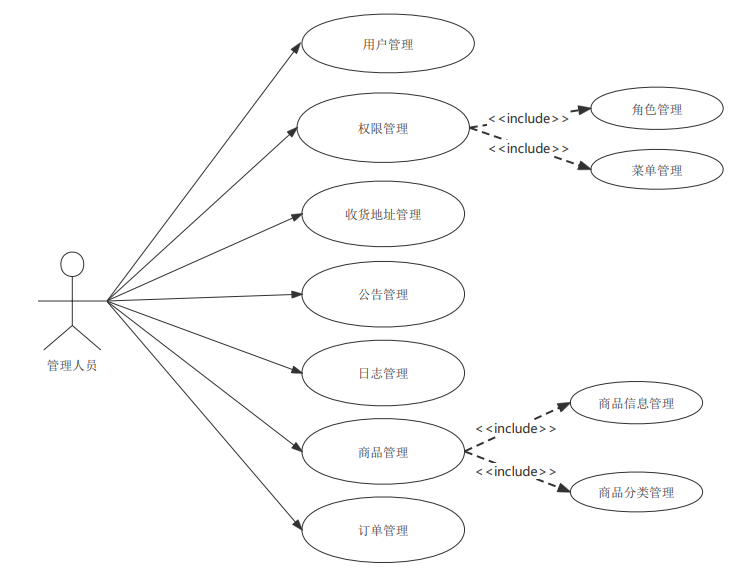 用户管理
权限管理
<<include>>
角色管理
<<include>>
菜单管理
收货地址管理
公告管理
管理人员
日志管理
商品管理
<<include>>
商品信息管理
<<include>>
商品分类管理
订单管理